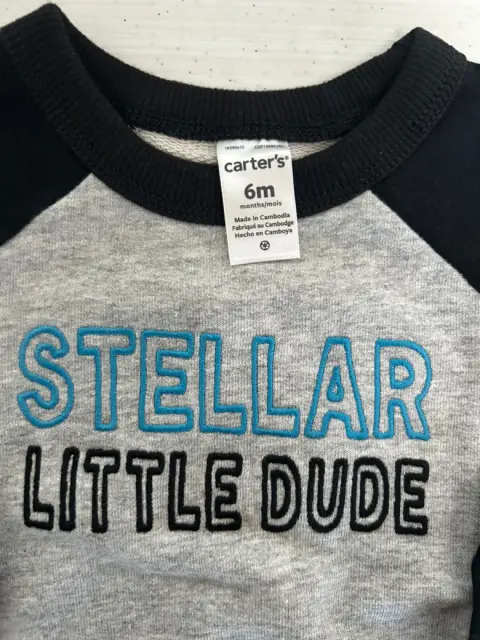 carter's®
6m
months/mois
Made in Cambodia
Fabriqué au Cambodge
Hecho en Camboya
STELLAR
LITTLE DUDE